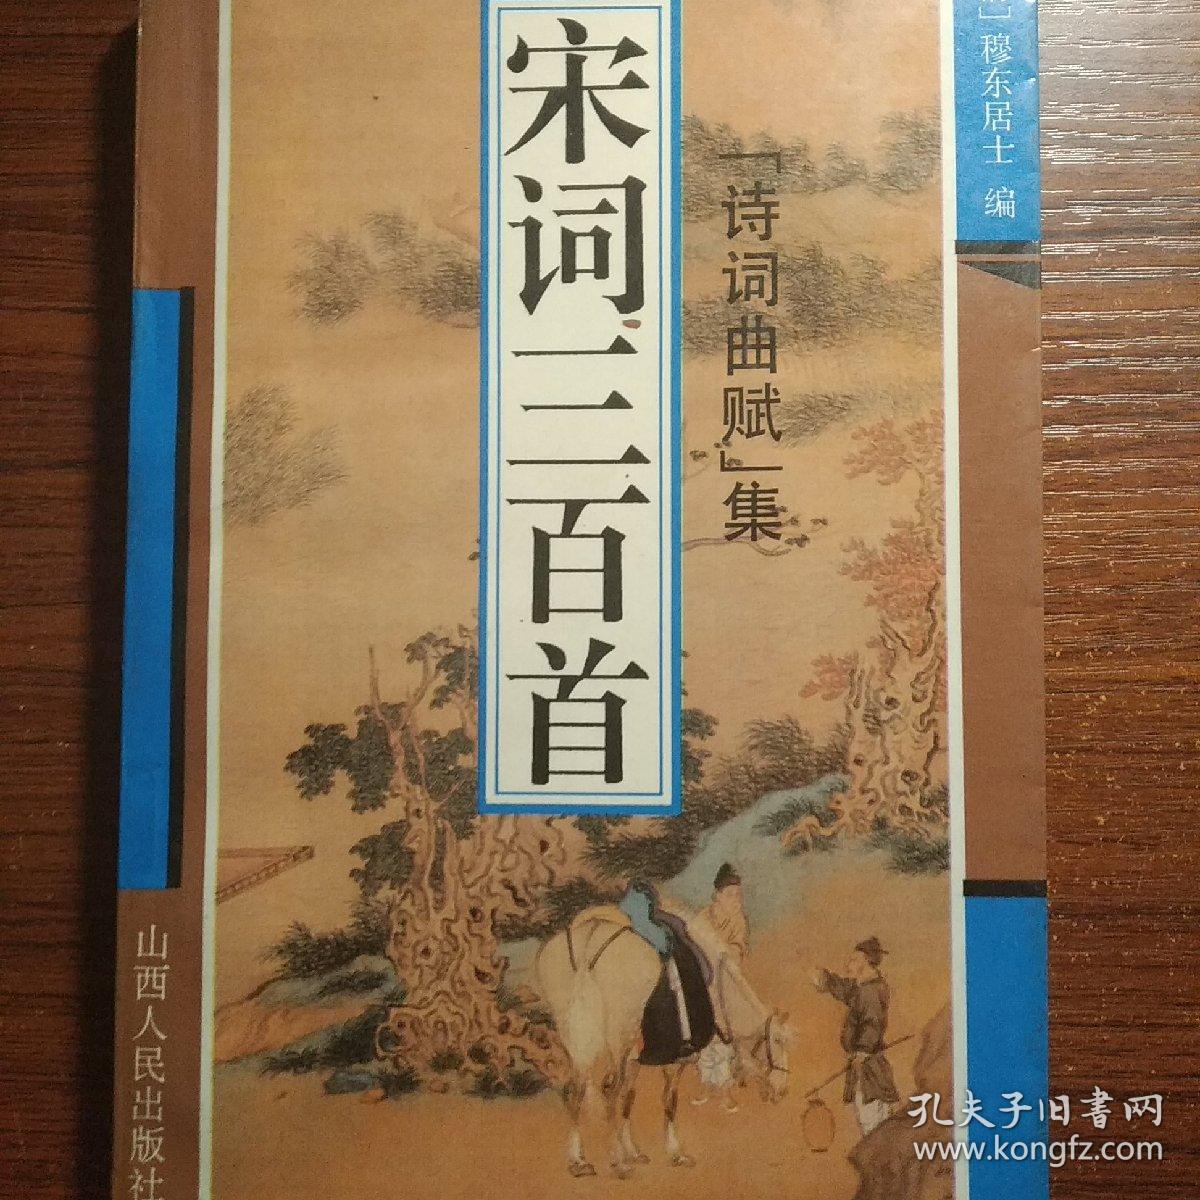 宋词三百首
「诗词曲赋」集
］穆东居士 编
山西人民出版社
孔夫子旧書网
www.kongfz.com